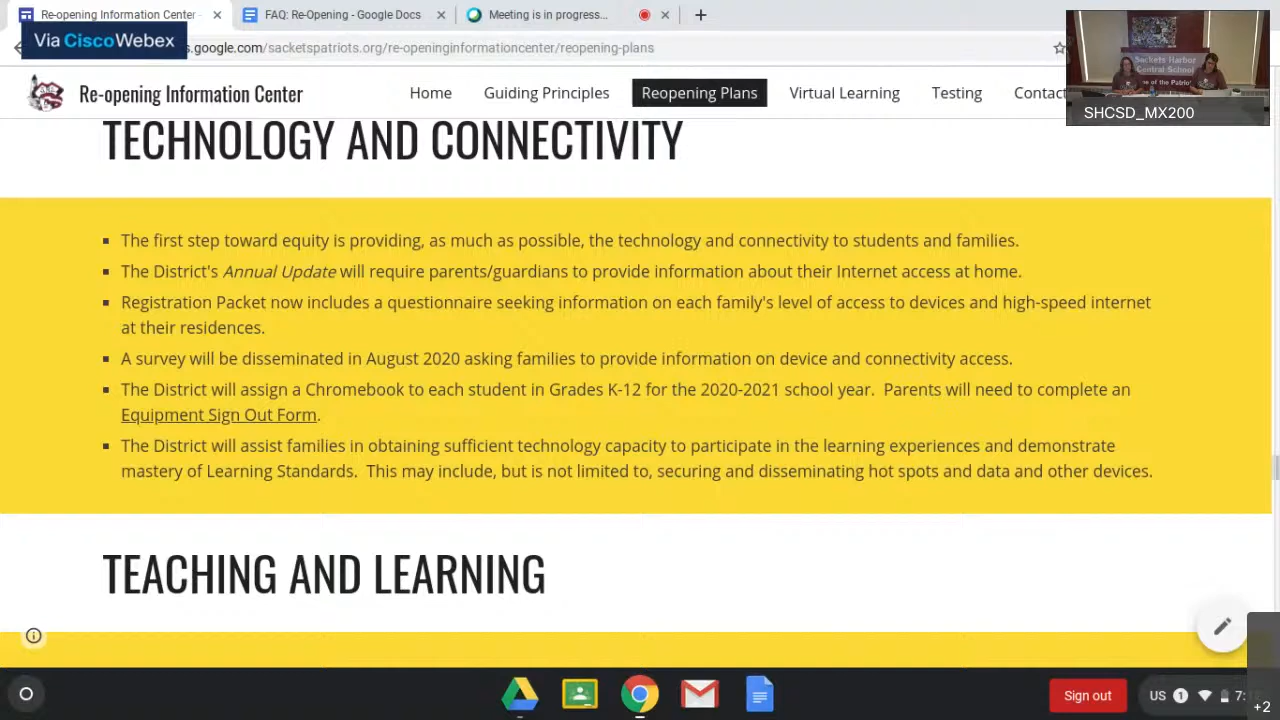 Re-opening Information Center -
FAQ: Re-Opening - Google Docs
Meeting is in progress...
Via CiscoWebex
s.google.com/sacketspatriots.org/re-openinginformationcenter/reopening-plans
Re-opening Information Center
Guiding Principles
Reopening Plans
Virtual Learning
Testing
Contact
Sackets Harbor
Central School
SHCSD_MX200
TECHNOLOGY AND CONNECTIVITY
▪ The first step toward equity is providing, as much as possible, the technology and connectivity to students and families.
▪ The District's Annual Update will require parents/guardians to provide information about their Internet access at home.
▪ Registration Packet now includes a questionnaire seeking information on each family's level of access to devices and high-speed internet
at their residences.
▪ A survey will be disseminated in August 2020 asking families to provide information on device and connectivity access.
▪ The District will assign a Chromebook to each student in Grades K-12 for the 2020-2021 school year.  Parents will need to complete an
Equipment Sign Out Form.
▪ The District will assist families in obtaining sufficient technology capacity to participate in the learning experiences and demonstrate
mastery of Learning Standards.  This may include, but is not limited to, securing and disseminating hot spots and data and other devices.
TEACHING AND LEARNING
Sign out
US
1
+2